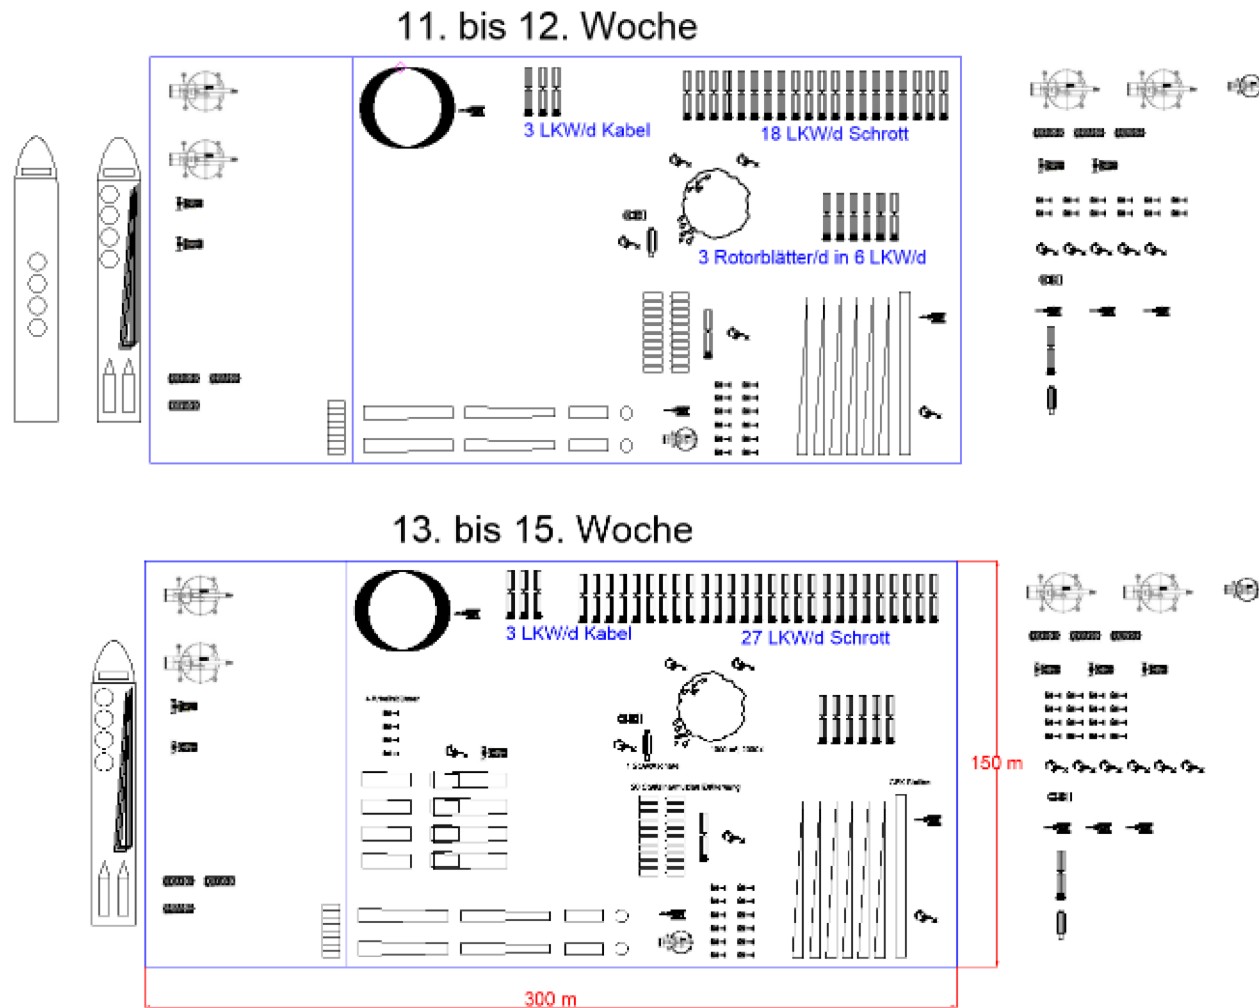 11. bis 12. Woche
3 LKW/d Kabel
18 LKW/d Schrott
3 Rotorblätter/d in 6 LKW/d
13. bis 15. Woche
3 LKW/d Kabel
27 LKW/d Schrott
150 m
300 m